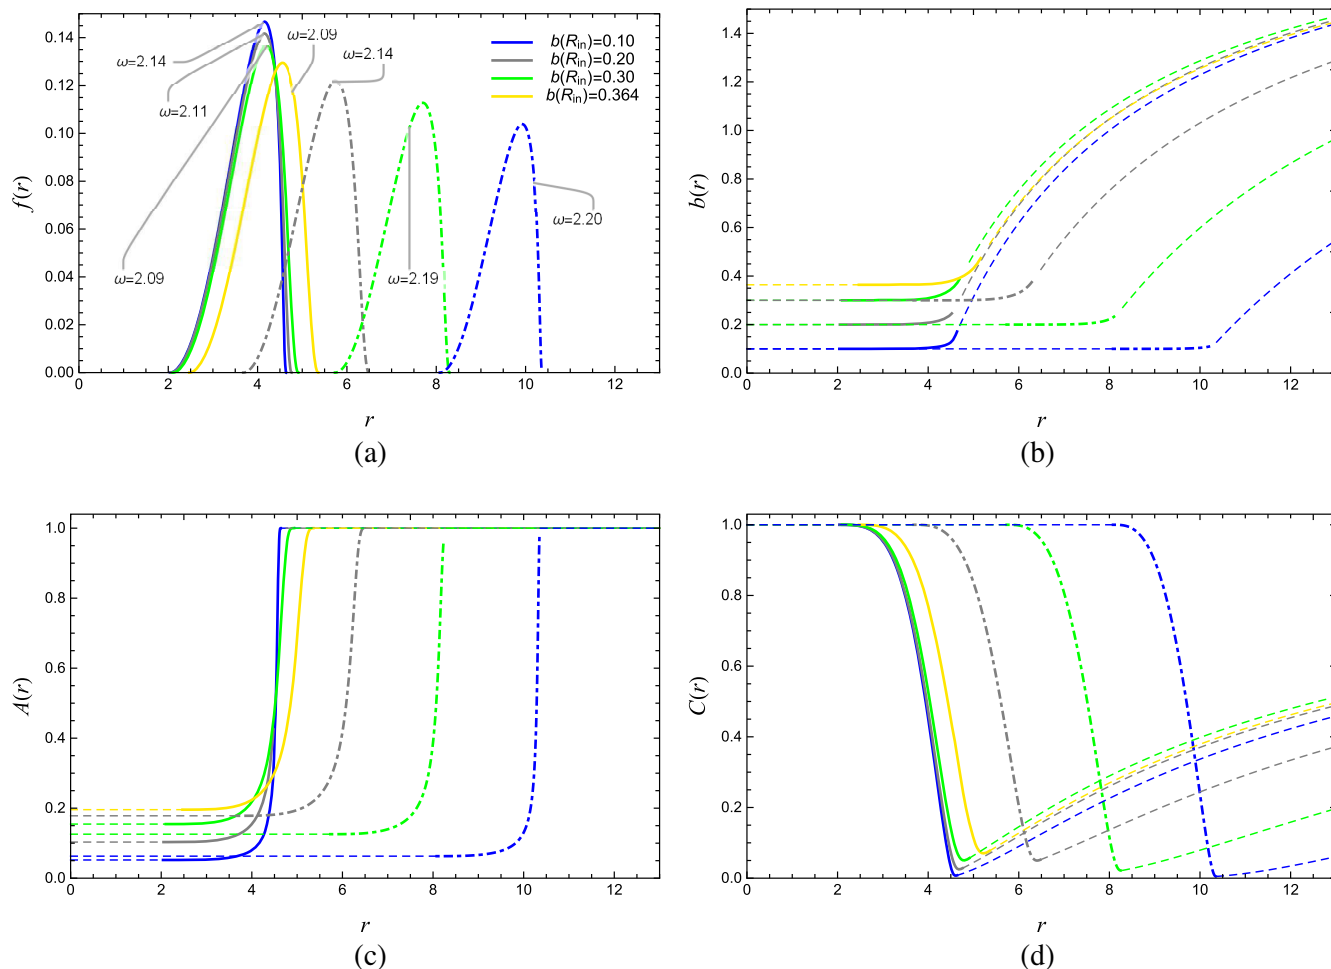 0.14
0.12
0.10
0.08
0.06
0.04
0.02
0.00
f(r)
0 2 4 6 8 10 12
r
ω=2.14
ω=2.11
ω=2.09
ω=2.09
ω=2.14
ω=2.19
ω=2.20
b(Rin)=0.10
b(Rin)=0.20
b(Rin)=0.30
b(Rin)=0.364
(a)
1.4
1.2
1.0
0.8
0.6
0.4
0.2
0.0
b(r)
0 2 4 6 8 10 12
r
(b)
1.0
0.8
0.6
0.4
0.2
0.0
A(r)
0 2 4 6 8 10 12
r
(c)
1.0
0.8
0.6
0.4
0.2
0.0
C(r)
0 2 4 6 8 10 12
r
(d)